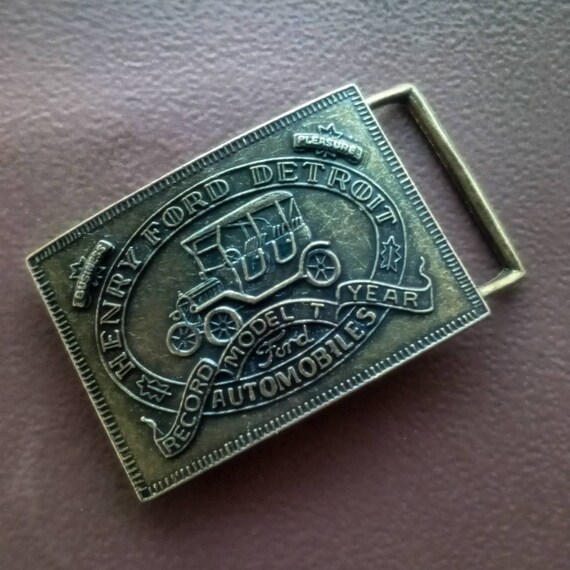 BUSINESS
PLEASURE
HENRY FORD DETROIT
RECORD MODEL T YEAR
Ford
AUTOMOBILES